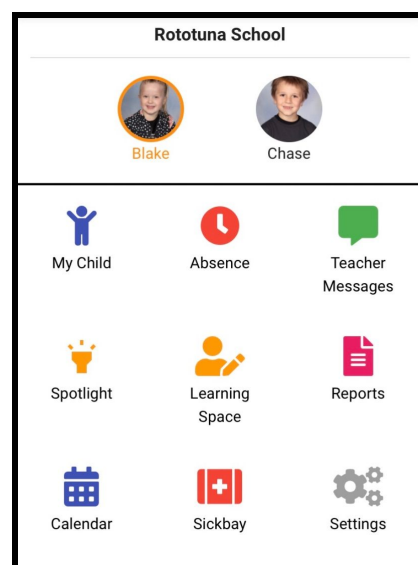 Rototuna School
Blake
Chase
My Child
Absence
Teacher
Messages
Spotlight
Learning
Space
Reports
Calendar
Sickbay
Settings